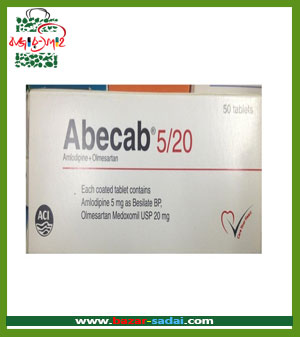 50 tablets
Abecab® 5/20
Amlodipine+Olmesartan
Each coated tablet contains
Amlodipine 5 mg as Besilate BP,
Olmesartan Medoxomil USP 20 mg
ACI